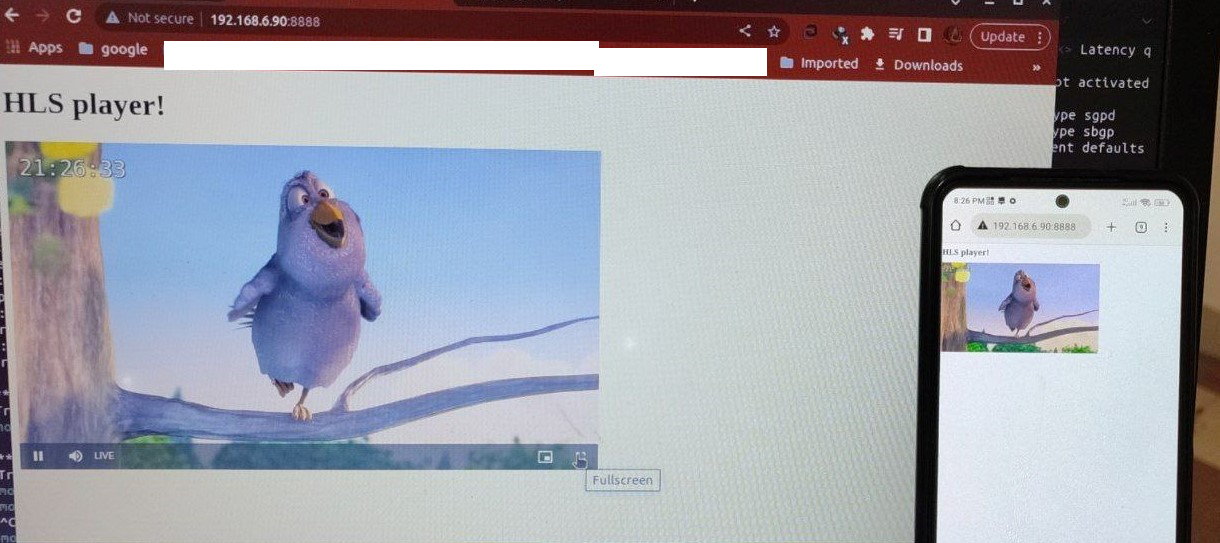 Not secure 192.168.6.90:8888
Update
Apps google Imported Downloads »
HLS player!
21:26:33
LIVE
Fullscreen
Latency q
ot activated
ype sgpd
ype sbgp
ent defaults
8:26 PM
192.168.6.90:8888
HLS player!